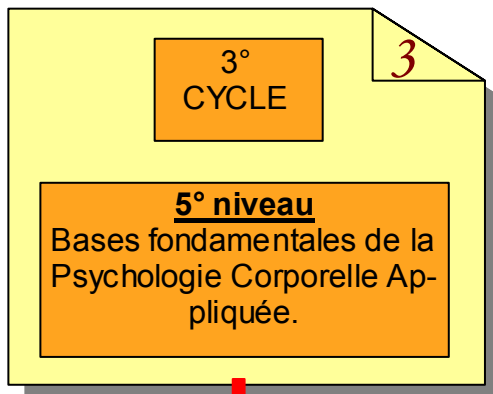 3
3°
CYCLE
5° niveau
Bases fondamentales de la
Psychologie Corporelle Ap-
pliquée.